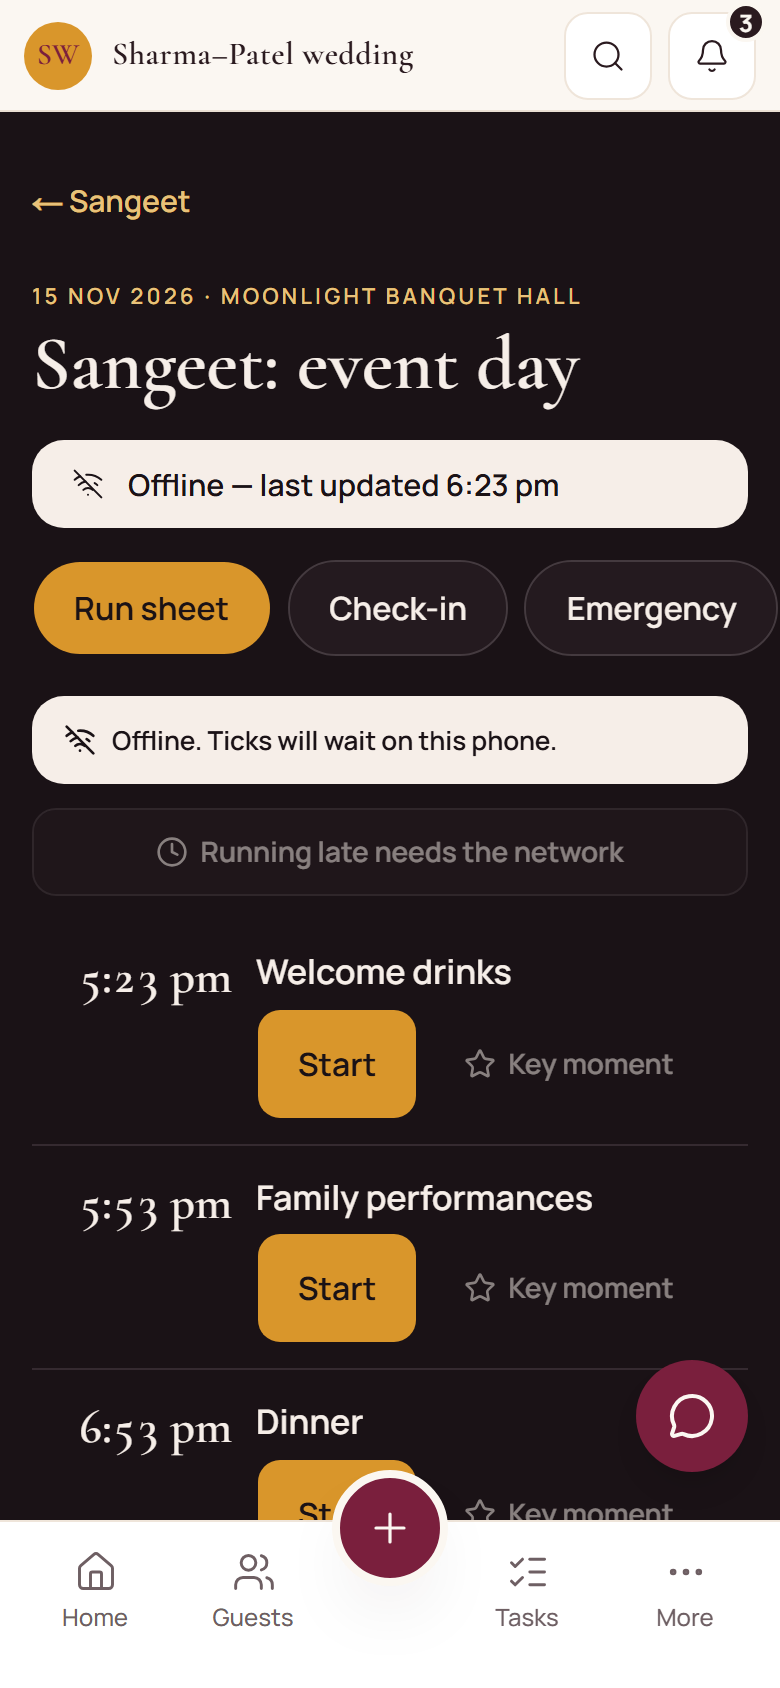 SW Sharma–Patel wedding 3
← Sangeet
15 NOV 2026 · MOONLIGHT BANQUET HALL
Sangeet: event day
Offline — last updated 6:23 pm
Run sheet Check-in Emergency
Offline. Ticks will wait on this phone.
Running late needs the network
5:23 pm Welcome drinks
Start Key moment
5:53 pm Family performances
Start Key moment
6:53 pm Dinner
St Key moment
Home Guests Tasks More